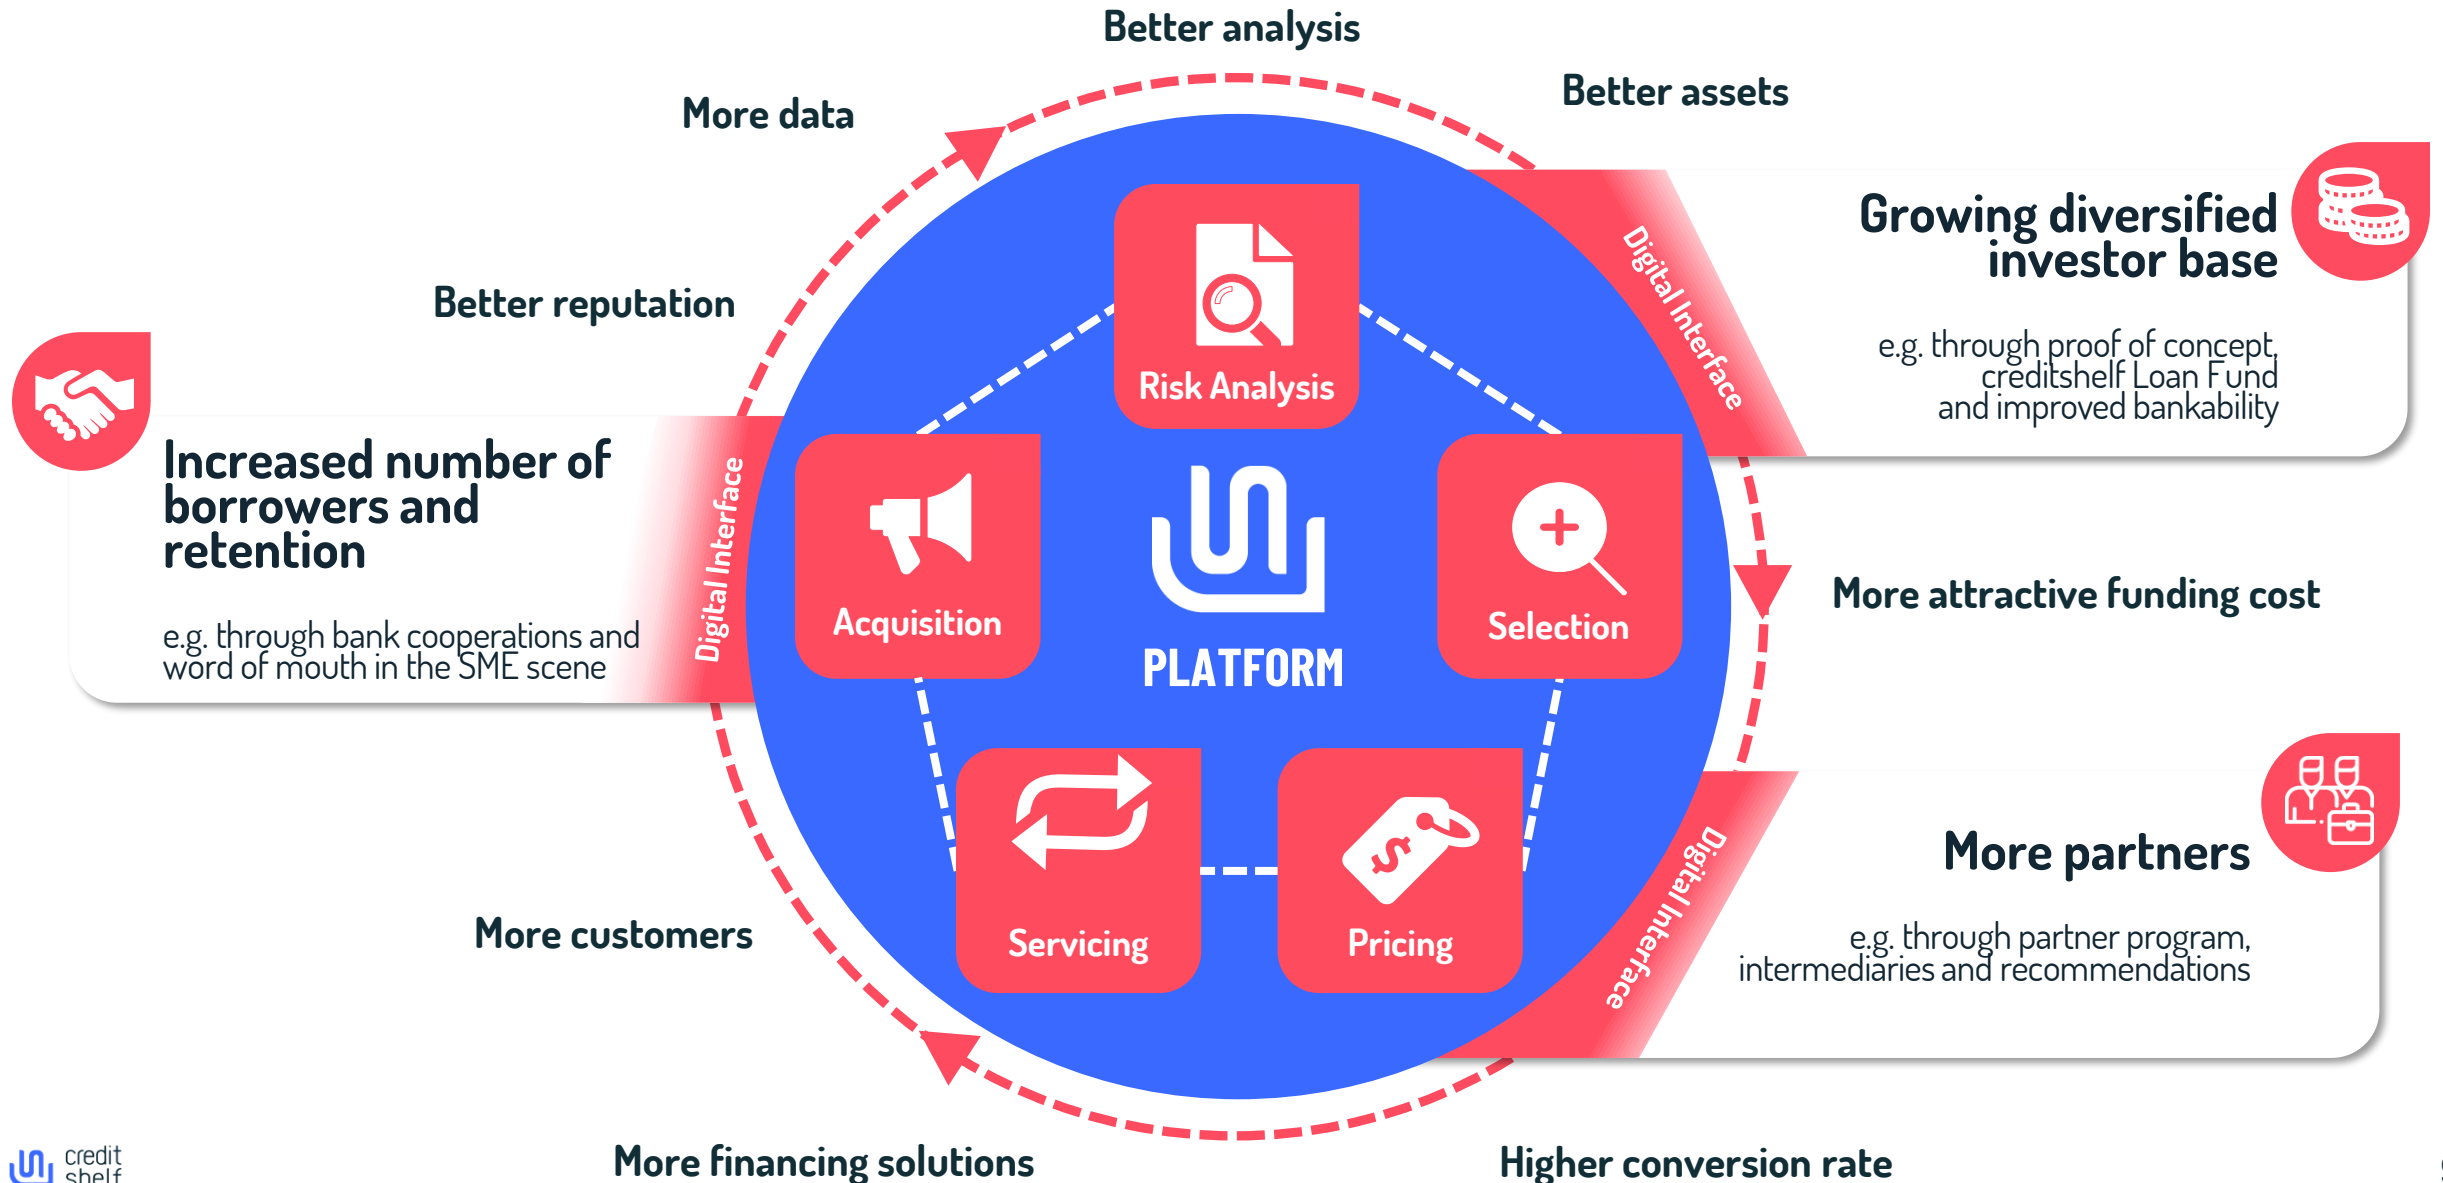 Better analysis
Better assets
More data
Growing diversified
investor base
e.g. through proof of concept,
creditshelf Loan Fund
and improved bankability
Digital Interface
Better reputation
Risk Analysis
Increased number of
borrowers and
retention
e.g. through bank cooperations and
word of mouth in the SME scene
Digital Interface
Acquisition
Selection
PLATFORM
More attractive funding cost
More partners
e.g. through partner program,
intermediaries and recommendations
Digital Interface
More customers
Servicing
Pricing
More financing solutions
Higher conversion rate
credit
shelf